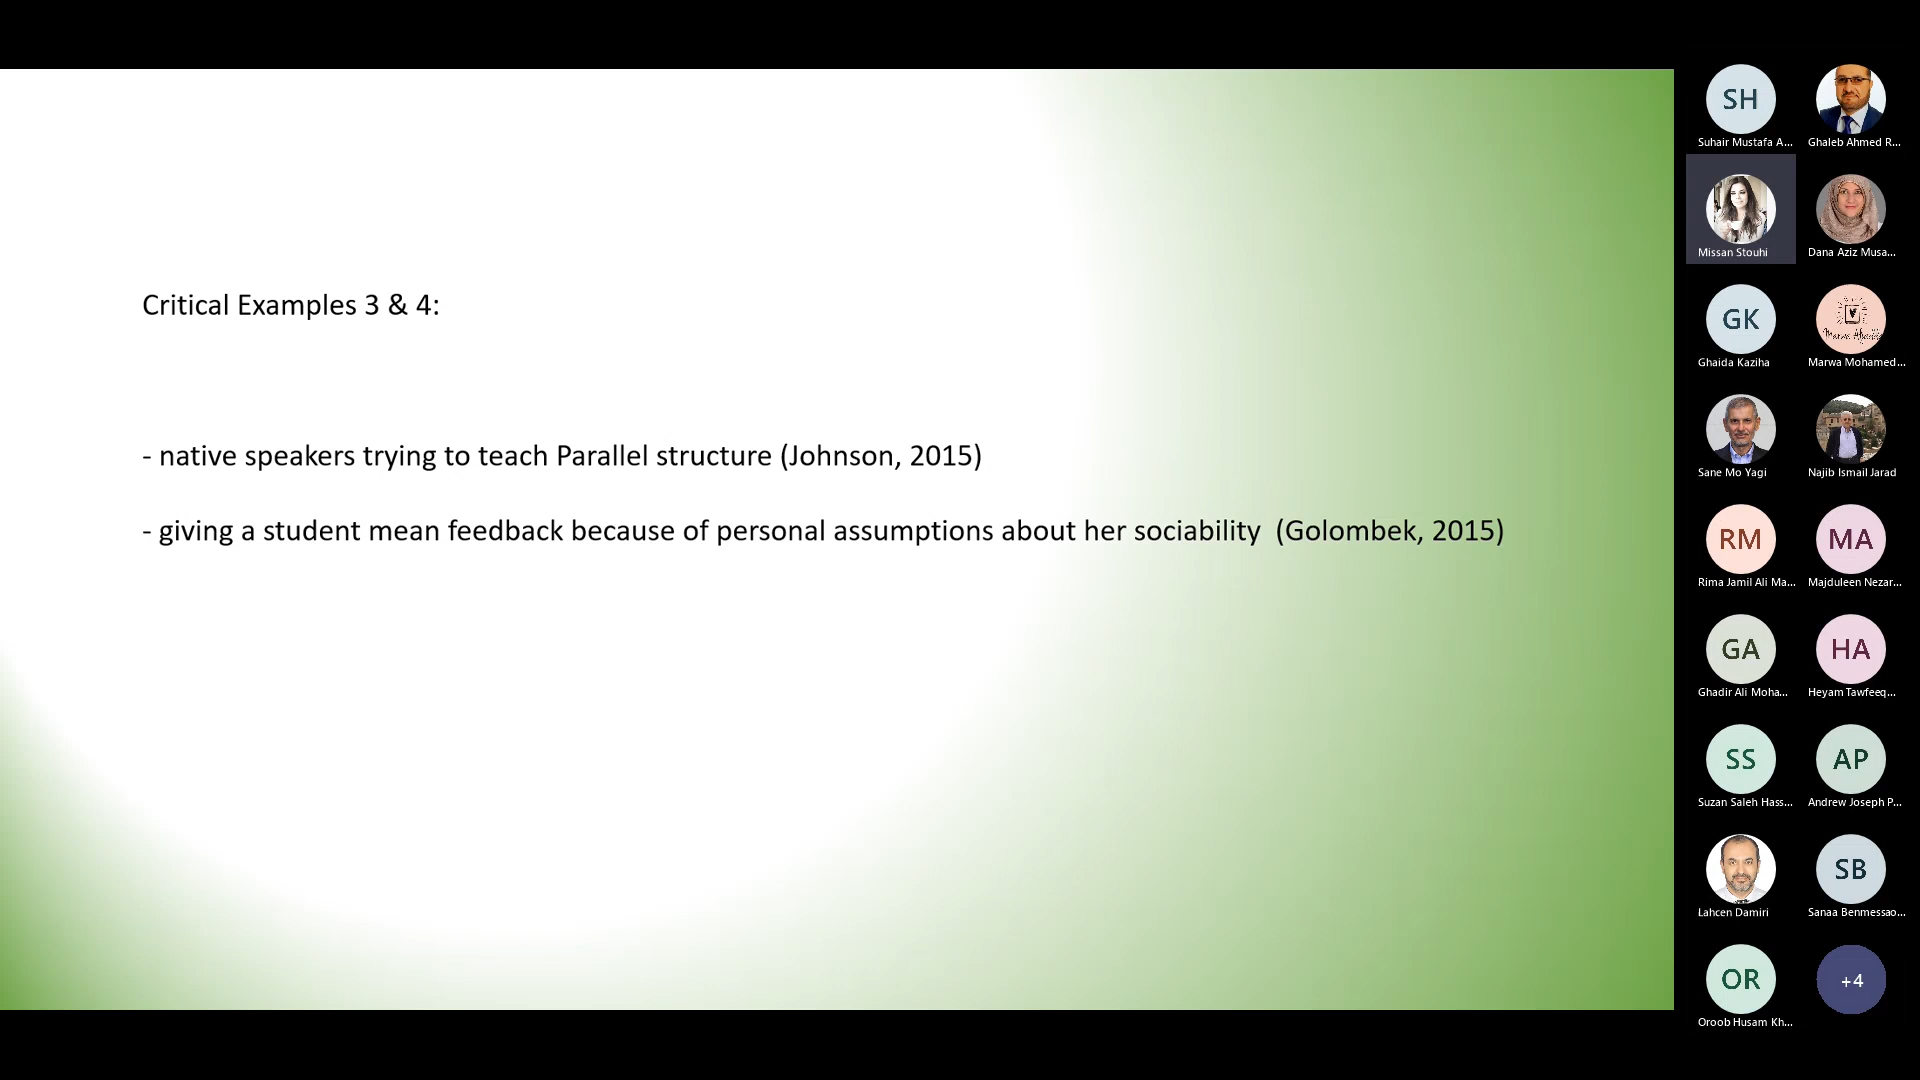 Critical Examples 3 & 4:
- native speakers trying to teach Parallel structure (Johnson, 2015)
- giving a student mean feedback because of personal assumptions about her sociability (Golombek, 2015)
SH
Suhair Mustafa A...
Ghaleb Ahmed R...
Missan Stouhi
Dana Aziz Musa...
GK
Ghaida Kaziha
Marwa Mohamed...
Sane Mo Yagi
Najib Ismail Jarad
RM
Rima Jamil Ali Ma...
MA
Majduleen Nezar...
GA
Ghadir Ali Moha...
HA
Heyam Tawfeeq...
SS
Suzan Saleh Hass...
AP
Andrew Joseph P...
Lahcen Damiri
SB
Sanaa Benmessao...
OR
Oroob Husam Kh...
+4